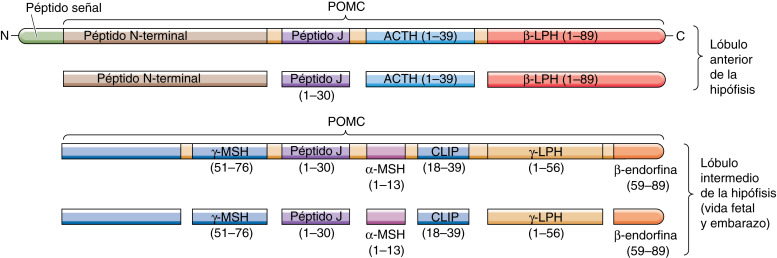 Péptido señal
POMC
N
Péptido N-terminal
Péptido J
ACTH (1–39)
β-LPH (1–89)
C
Péptido N-terminal
Péptido J
(1–30)
ACTH (1–39)
β-LPH (1–89)
Lóbulo
anterior
de la
hipófisis
POMC
γ-MSH
(51–76)
Péptido J
(1–30)
α-MSH
(1–13)
CLIP
(18–39)
γ-LPH
(1–56)
β-endorfina
(59–89)
γ-MSH
(51–76)
Péptido J
(1–30)
α-MSH
(1–13)
CLIP
(18–39)
γ-LPH
(1–56)
β-endorfina
(59–89)
Lóbulo
intermedio
de la hipófisis
(vida fetal
y embarazo)